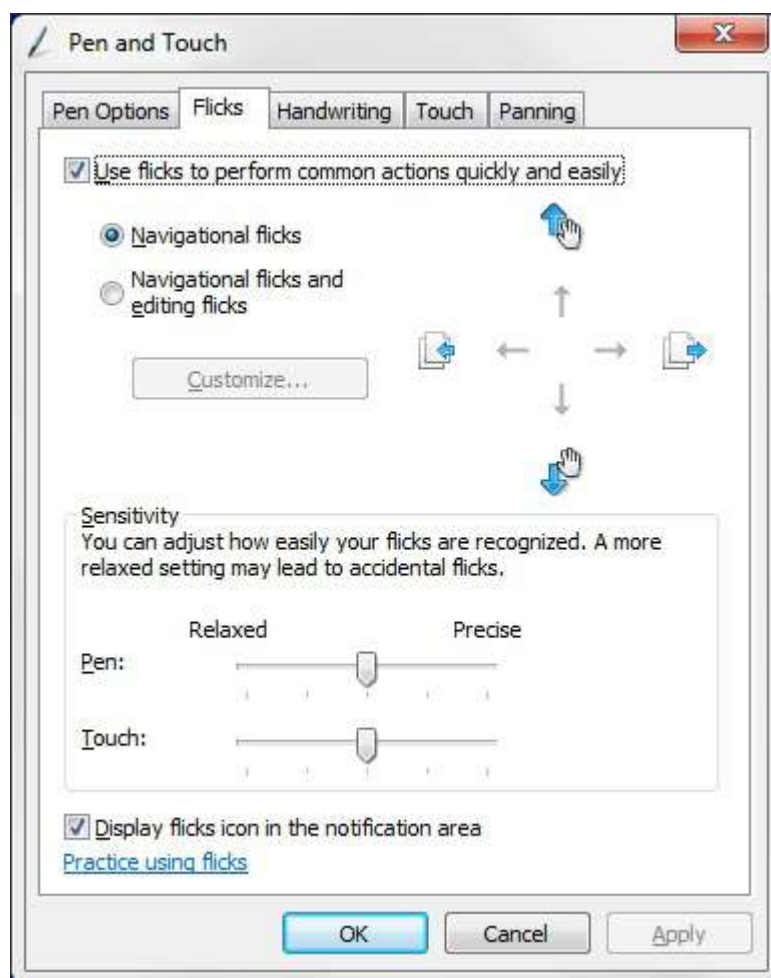 Pen and Touch
Pen Options Flicks Handwriting Touch Panning
Use flicks to perform common actions quickly and easily
Navigational flicks
Navigational flicks and
editing flicks
Customize...
Sensitivity
You can adjust how easily your flicks are recognized. A more
relaxed setting may lead to accidental flicks.
Relaxed Precise
Pen:
Touch:
Display flicks icon in the notification area
Practice using flicks
OK Cancel Apply